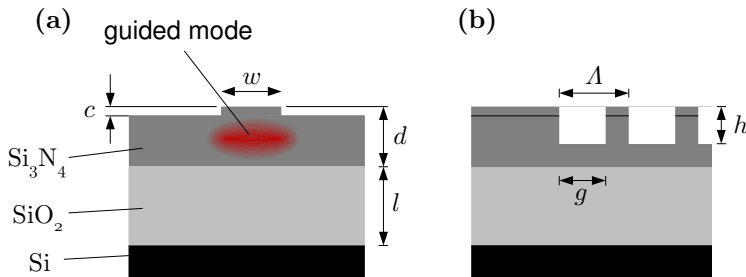 (a)
guided mode
w
c
d
Si₃N₄
SiO₂
l
Si
(b)
Λ
h
g